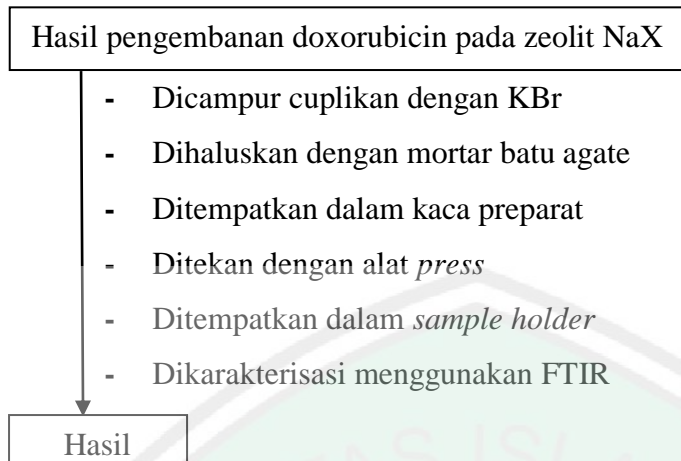 Hasil pengembanan doxorubicin pada zeolit NaX
- Dicampur cuplikan dengan KBr
- Dihaluskan dengan mortar batu agate
- Ditempatkan dalam kaca preparat
- Ditekan dengan alat press
- Ditempatkan dalam sample holder
- Dikarakterisasi menggunakan FTIR
Hasil